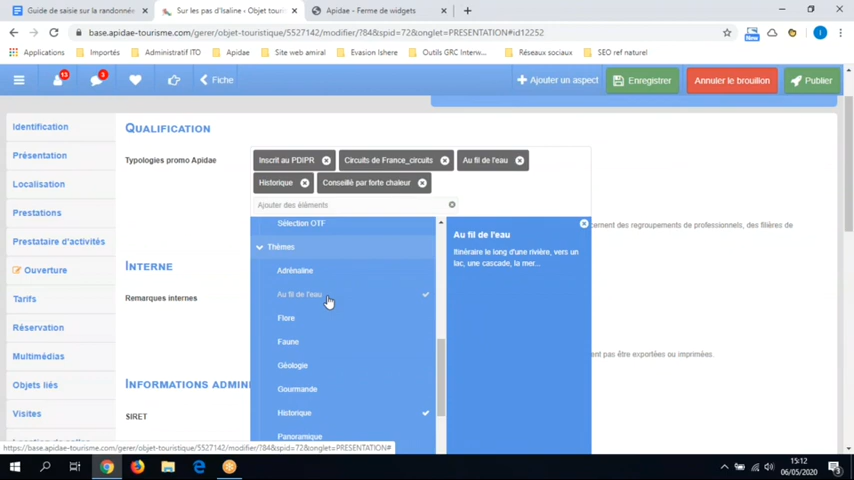 Guide de saisie sur la randonnée
Sur les pas d'Isaline - Objet tour
Apidae - Ferme de widgets
base.apidae-tourisme.com/gerer/objet-touristique/5527142/modifier/?84&spid=72&onglet=PRESENTATION#id12252
Applications
Importés
Administratif ITO
Apidae
Site web amiral
Evasion Ishere
Outils GRC Interw...
Réseaux sociaux
SEO ref naturel
New
13
3
Fiche
Ajouter un aspect
Enregistrer
Annuler le brouillon
Publier
Identification
Présentation
Localisation
Prestations
Prestataire d'activités
Ouverture
Tarifs
Réservation
Multimédias
Objets liés
Visites
QUALIFICATION
Typologies promo Apidae
Inscrit au PDIPR
Circuits de France_circuits
Au fil de l'eau
Historique
Conseillé par forte chaleur
Ajouter des éléments
Sélection OTF
Thèmes
Adrénaline
Au fil de l'eau
Flore
Faune
Géologie
Gourmande
Historique
Panoramique
Au fil de l'eau
Itinéraire le long d'une rivière, vers un
lac, une cascade, la mer...
cement des regroupements de professionnels, des filières de
INTERNE
Remarques internes
ent pas être exportées ou imprimées.
INFORMATIONS ADMIN
SIRET
https://base.apidae-tourisme.com/gerer/objet-touristique/5527142/modifier/?84&spid=72&onglet=PRESENTATION#
15:12
06/05/2020
3